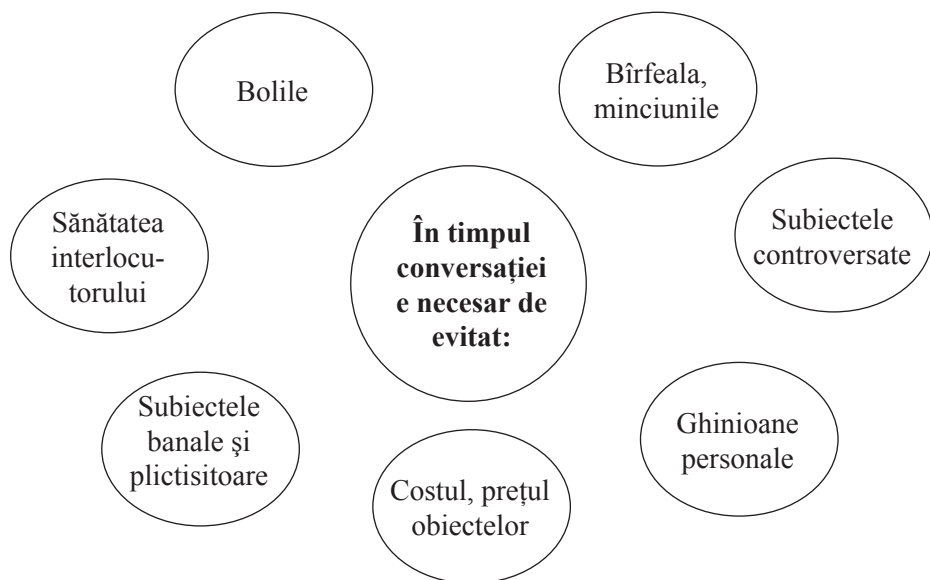 Bolile
Bîrfeala,
minciunile
Sănătatea
interlocu-
torului
În timpul
conversației
e necesar de
evitat:
Subiectele
controversate
Subiectele
banale şi
plictisitoare
Costul, prețul
obiectelor
Ghinioane
personale